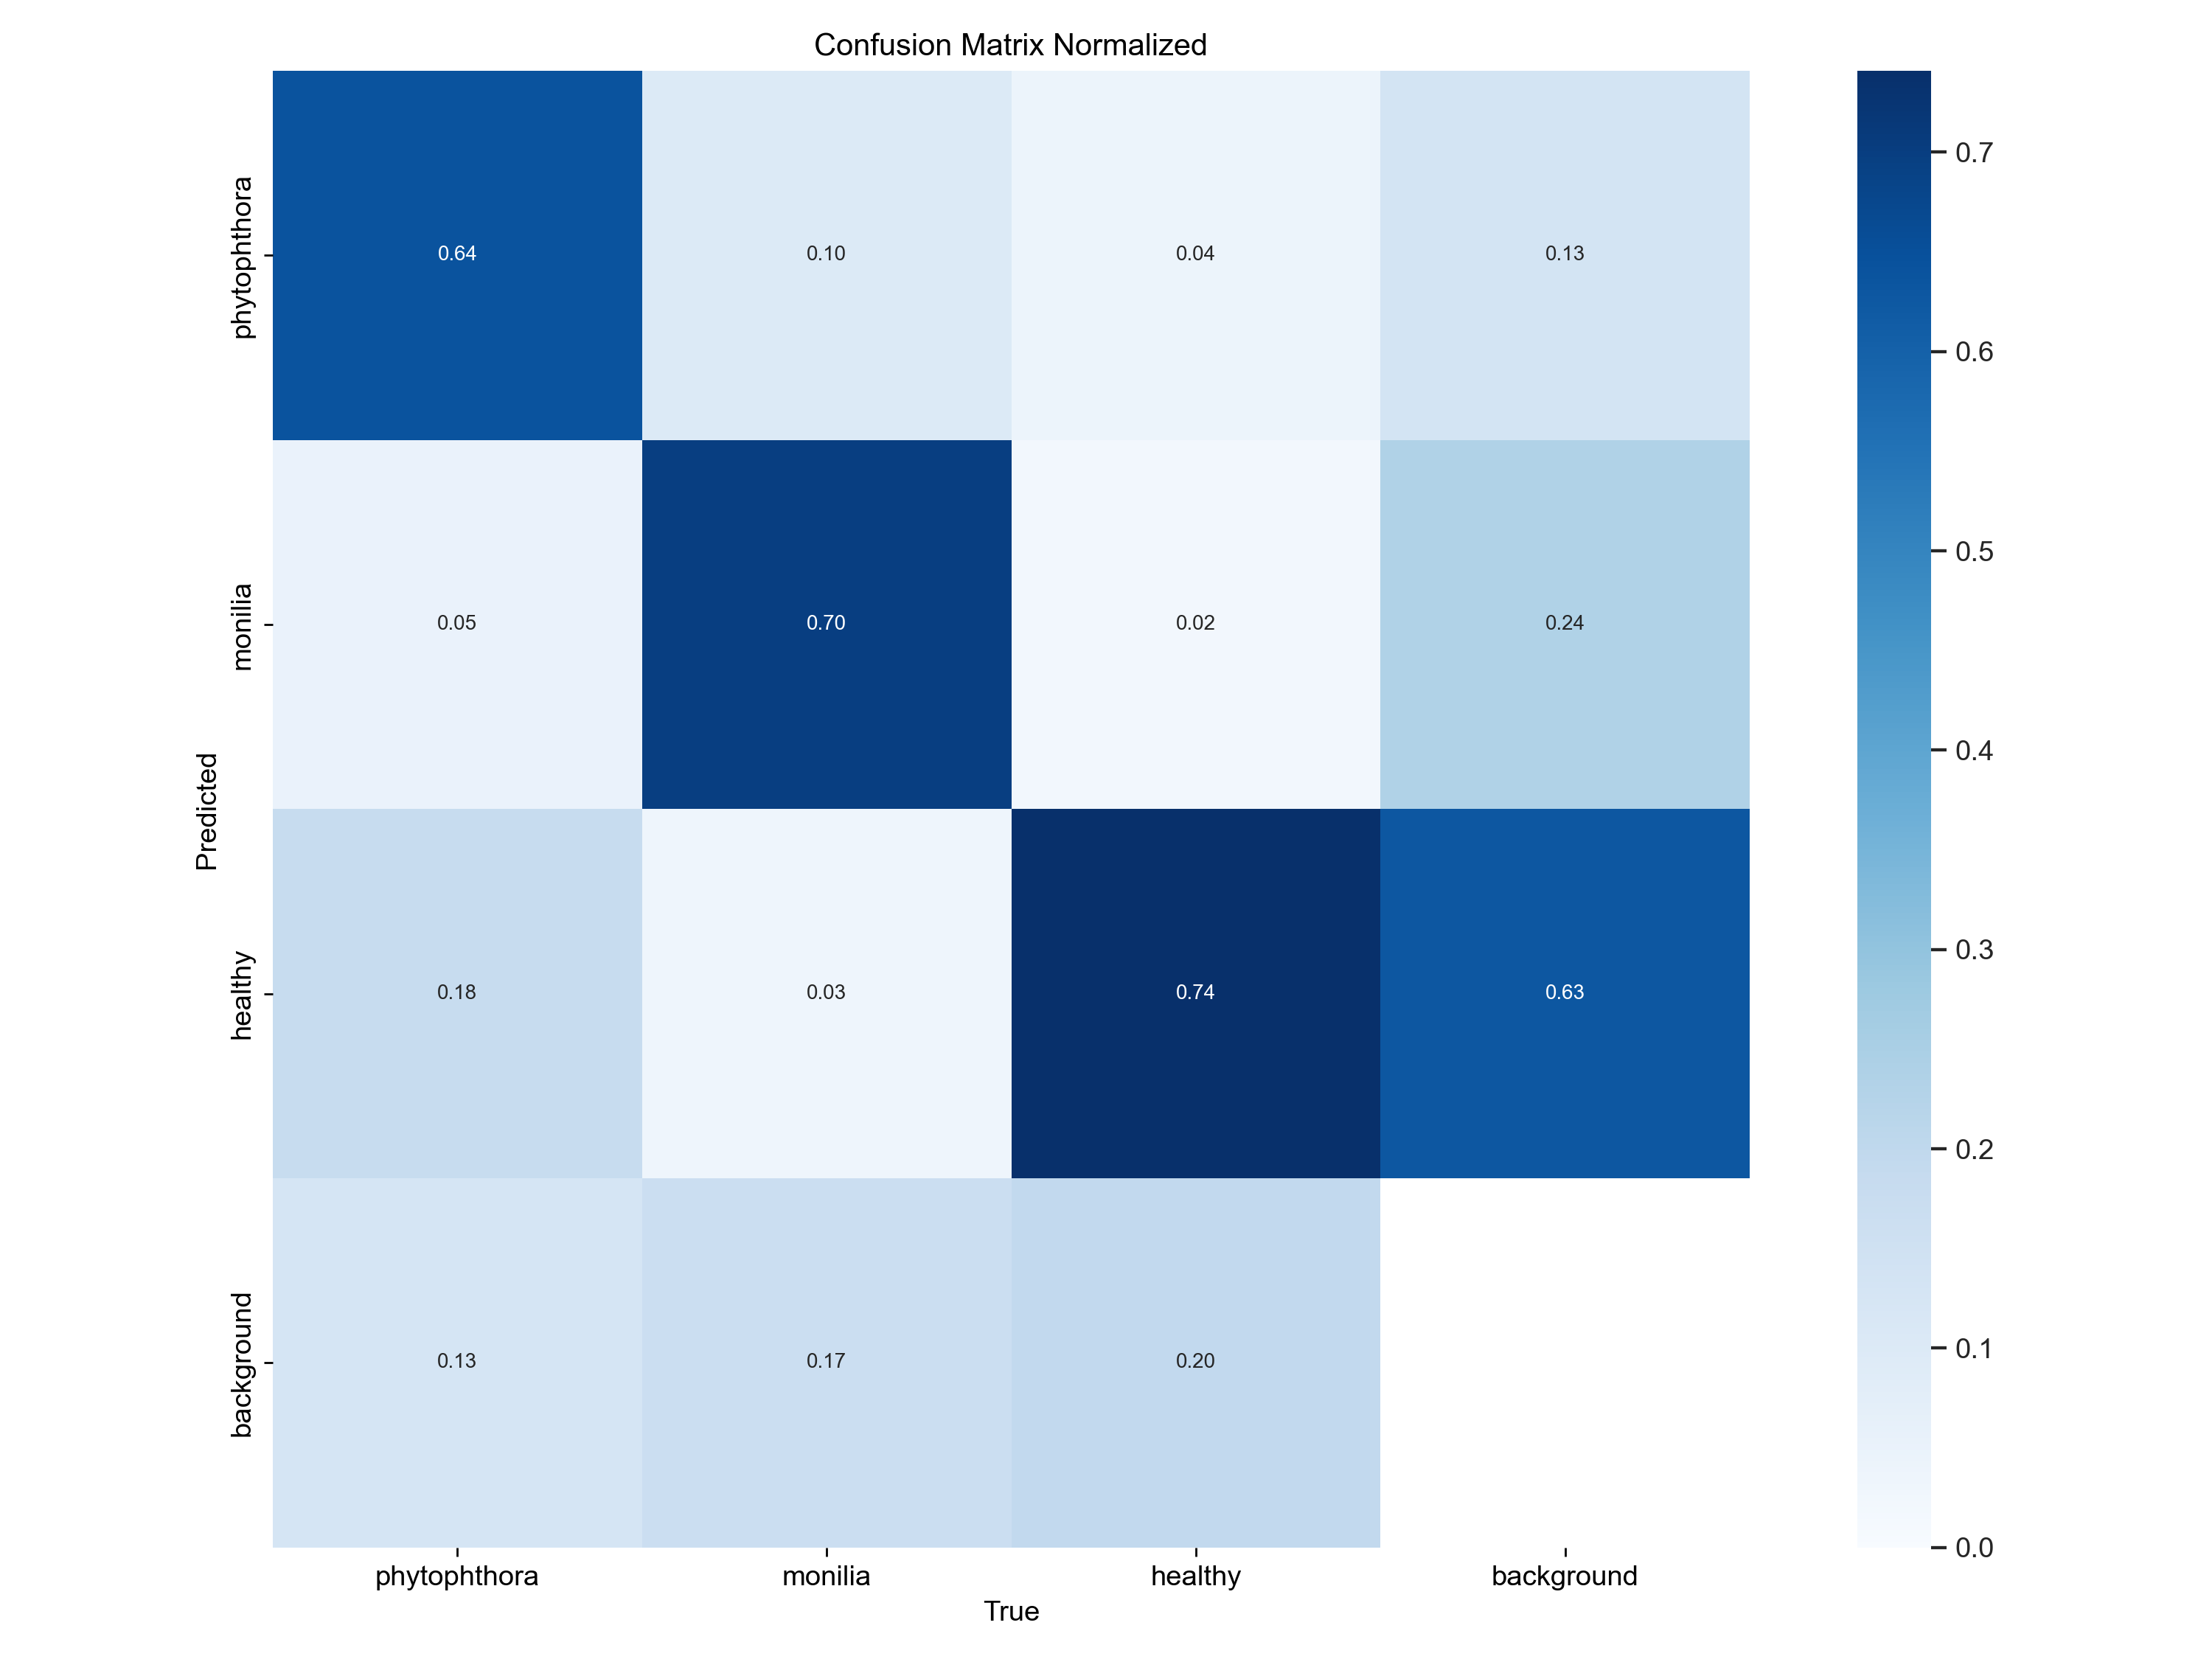 Confusion Matrix Normalized
phytophthora
0.64
0.10
0.04
0.13
monilia
0.05
0.70
0.02
0.24
healthy
0.18
0.03
0.74
0.63
background
0.13
0.17
0.20
Predicted
phytophthora
monilia
healthy
background
True
0.7
0.6
0.5
0.4
0.3
0.2
0.1
0.0